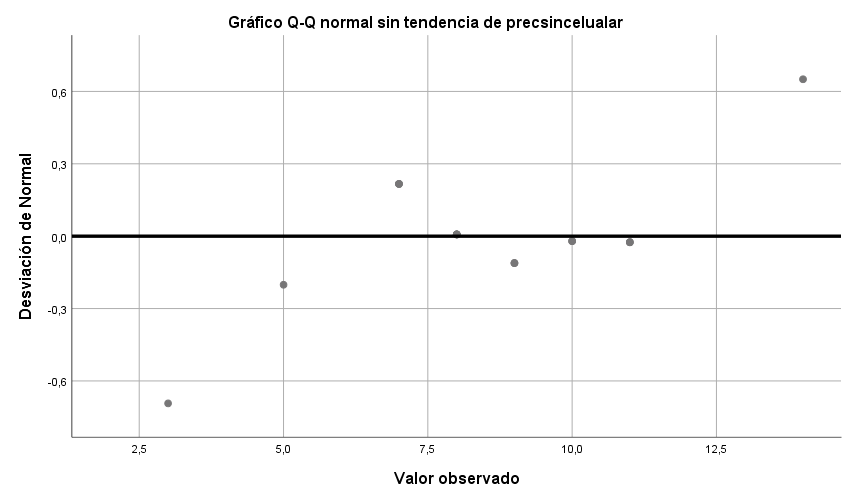 Gráfico Q-Q normal sin tendencia de precsincelualar
Desviación de Normal
0,6
0,3
0,0
-0,3
-0,6
2,5 5,0 7,5 10,0 12,5
Valor observado